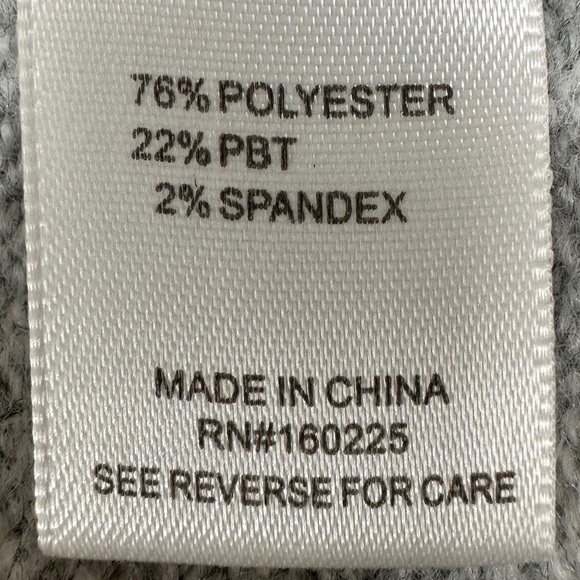 76% POLYESTER
22% PBT
2% SPANDEX
MADE IN CHINA
RN#160225
SEE REVERSE FOR CARE